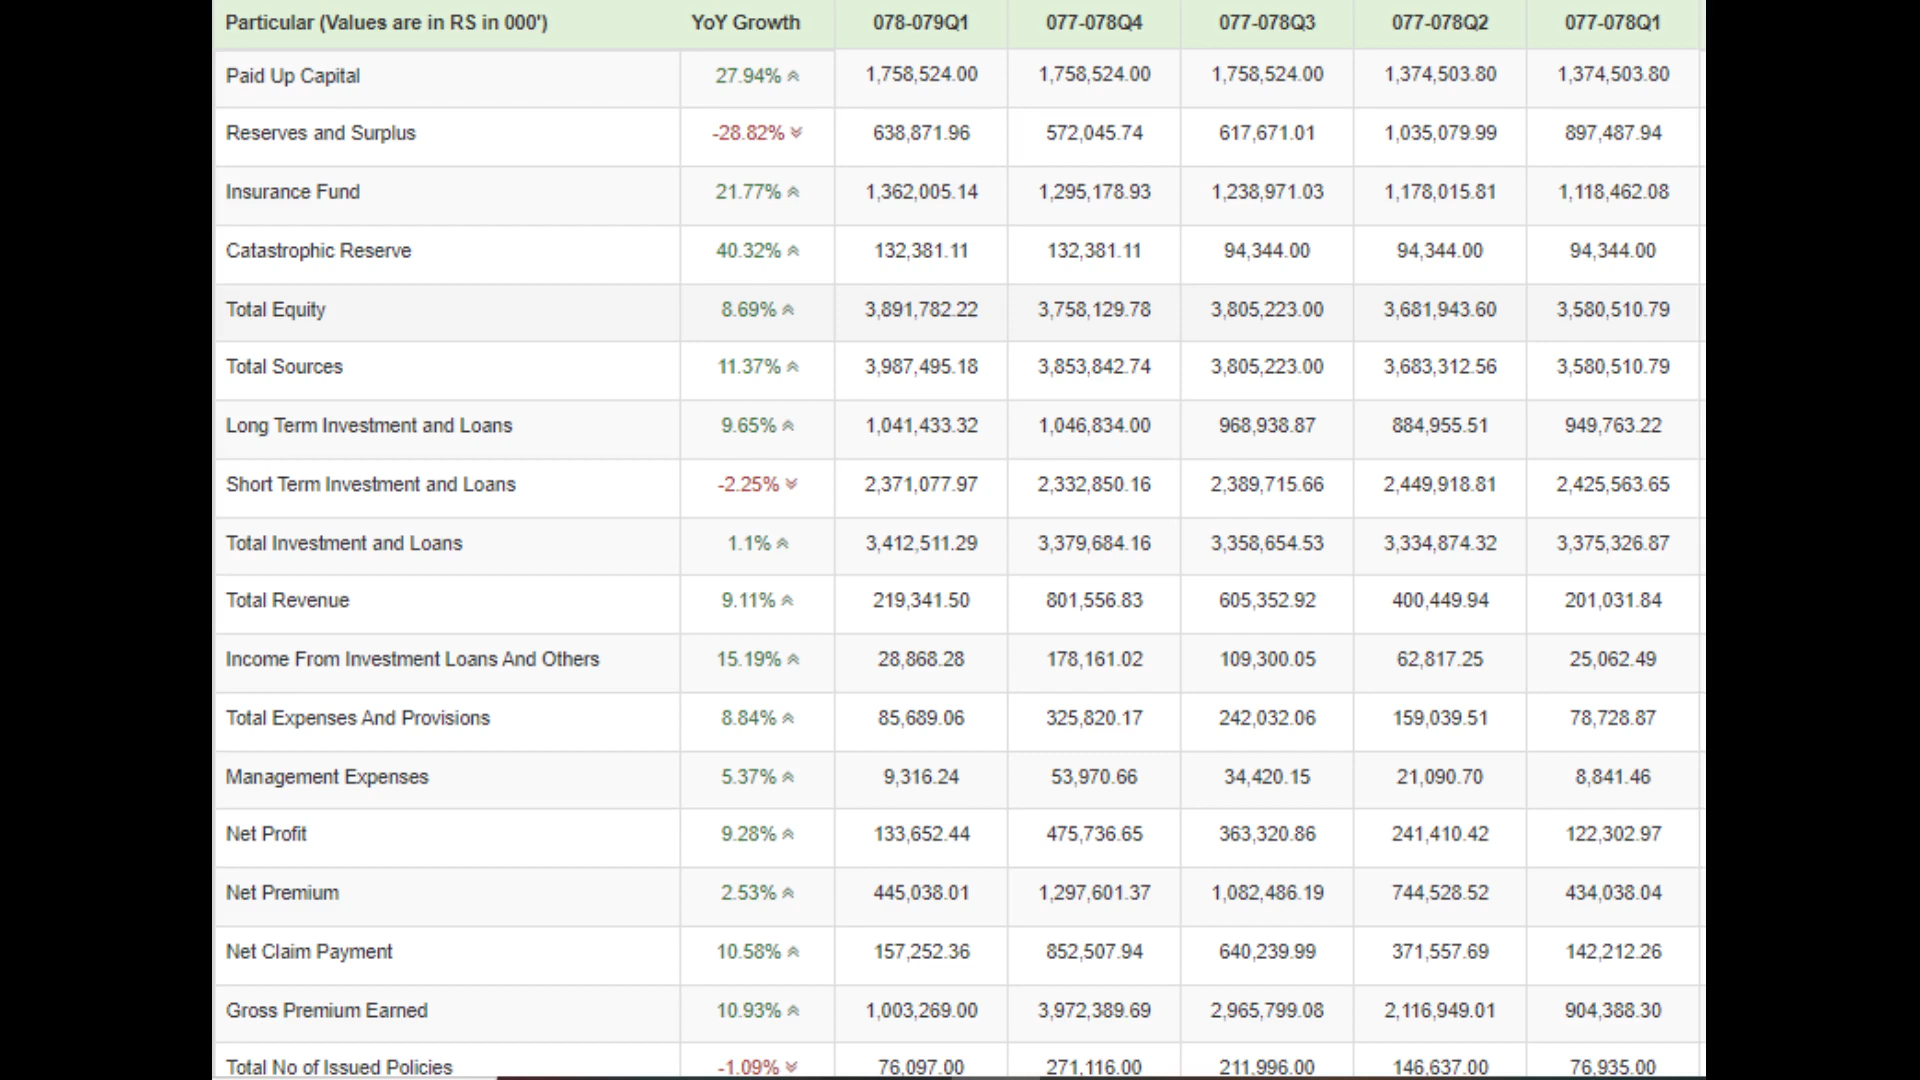 Particular (Values are in RS in 000') YoY Growth 078-079Q1 077-078Q4 077-078Q3 077-078Q2 077-078Q1
Paid Up Capital 27.94% 1,758,524.00 1,758,524.00 1,758,524.00 1,374,503.80 1,374,503.80
Reserves and Surplus -28.82% 638,871.96 572,045.74 617,671.01 1,035,079.99 897,487.94
Insurance Fund 21.77% 1,362,005.14 1,295,178.93 1,238,971.03 1,178,015.81 1,118,462.08
Catastrophic Reserve 40.32% 132,381.11 132,381.11 94,344.00 94,344.00 94,344.00
Total Equity 8.69% 3,891,782.22 3,758,129.78 3,805,223.00 3,681,943.60 3,580,510.79
Total Sources 11.37% 3,987,495.18 3,853,842.74 3,805,223.00 3,683,312.56 3,580,510.79
Long Term Investment and Loans 9.65% 1,041,433.32 1,046,834.00 968,938.87 884,955.51 949,763.22
Short Term Investment and Loans -2.25% 2,371,077.97 2,332,850.16 2,389,715.66 2,449,918.81 2,425,563.65
Total Investment and Loans 1.1% 3,412,511.29 3,379,684.16 3,358,654.53 3,334,874.32 3,375,326.87
Total Revenue 9.11% 219,341.50 801,556.83 605,352.92 400,449.94 201,031.84
Income From Investment Loans And Others 15.19% 28,868.28 178,161.02 109,300.05 62,817.25 25,062.49
Total Expenses And Provisions 8.84% 85,689.06 325,820.17 242,032.06 159,039.51 78,728.87
Management Expenses 5.37% 9,316.24 53,970.66 34,420.15 21,090.70 8,841.46
Net Profit 9.28% 133,652.44 475,736.65 363,320.86 241,410.42 122,302.97
Net Premium 2.53% 445,038.01 1,297,601.37 1,082,486.19 744,528.52 434,038.04
Net Claim Payment 10.58% 157,252.36 852,507.94 640,239.99 371,557.69 142,212.26
Gross Premium Earned 10.93% 1,003,269.00 3,972,389.69 2,965,799.08 2,116,949.01 904,388.30
Total No of Issued Policies -1.09% 76,097.00 271,116.00 211,996.00 146,637.00 76,935.00